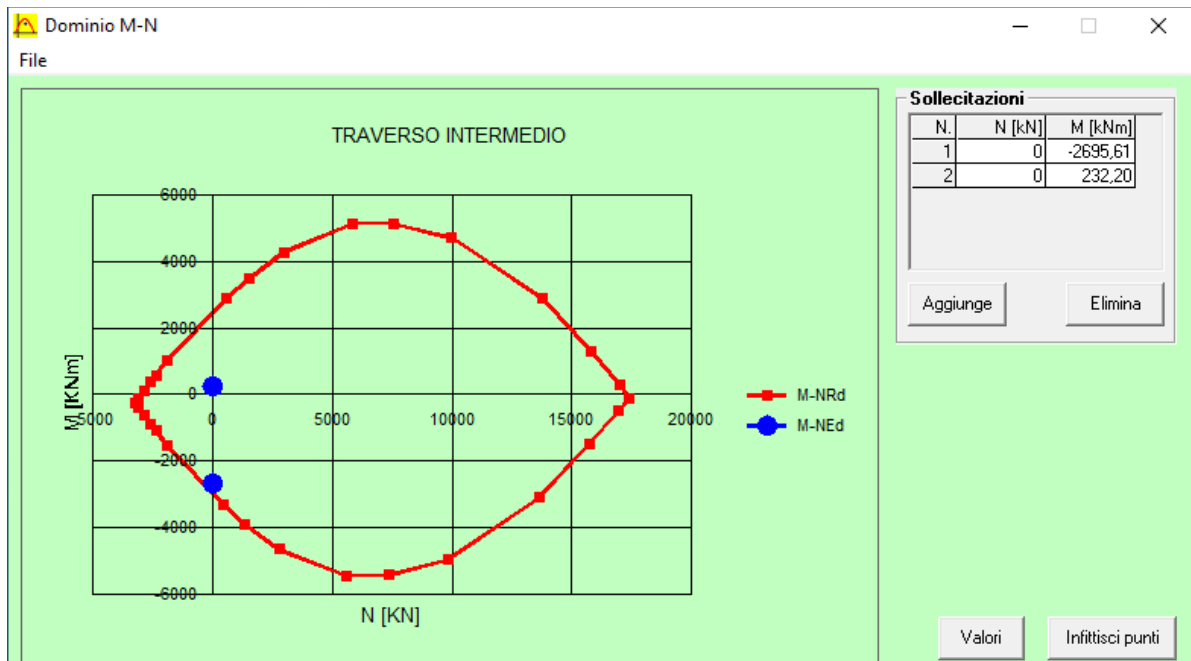 Dominio M-N
File
TRAVERSO INTERMEDIO
6000
4000
2000
0
-2000
-4000
-6000
M [KNm]
-5000 0 5000 10000 15000 20000
N [KN]
M-NRd
M-NEd
Sollecitazioni
N. N [kN] M [kNm]
1 0 -2695,61
2 0 232,20
Aggiunge Elimina
Valori Infittisci punti